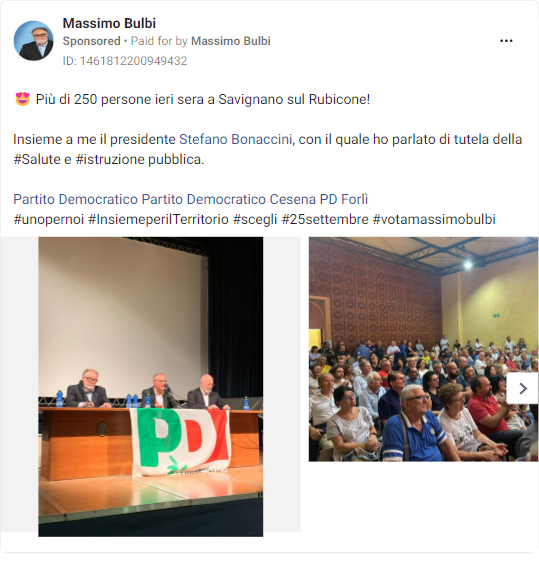 Massimo Bulbi
Sponsored • Paid for by Massimo Bulbi
ID: 1461812200949432
🤩 Più di 250 persone ieri sera a Savignano sul Rubicone!
Insieme a me il presidente Stefano Bonaccini, con il quale ho parlato di tutela della
#Salute e #istruzione pubblica.
Partito Democratico Partito Democratico Cesena PD Forlì
#unopernoi #InsiemeperilTerritorio #scegli #25settembre #votamassimobulbi
PD